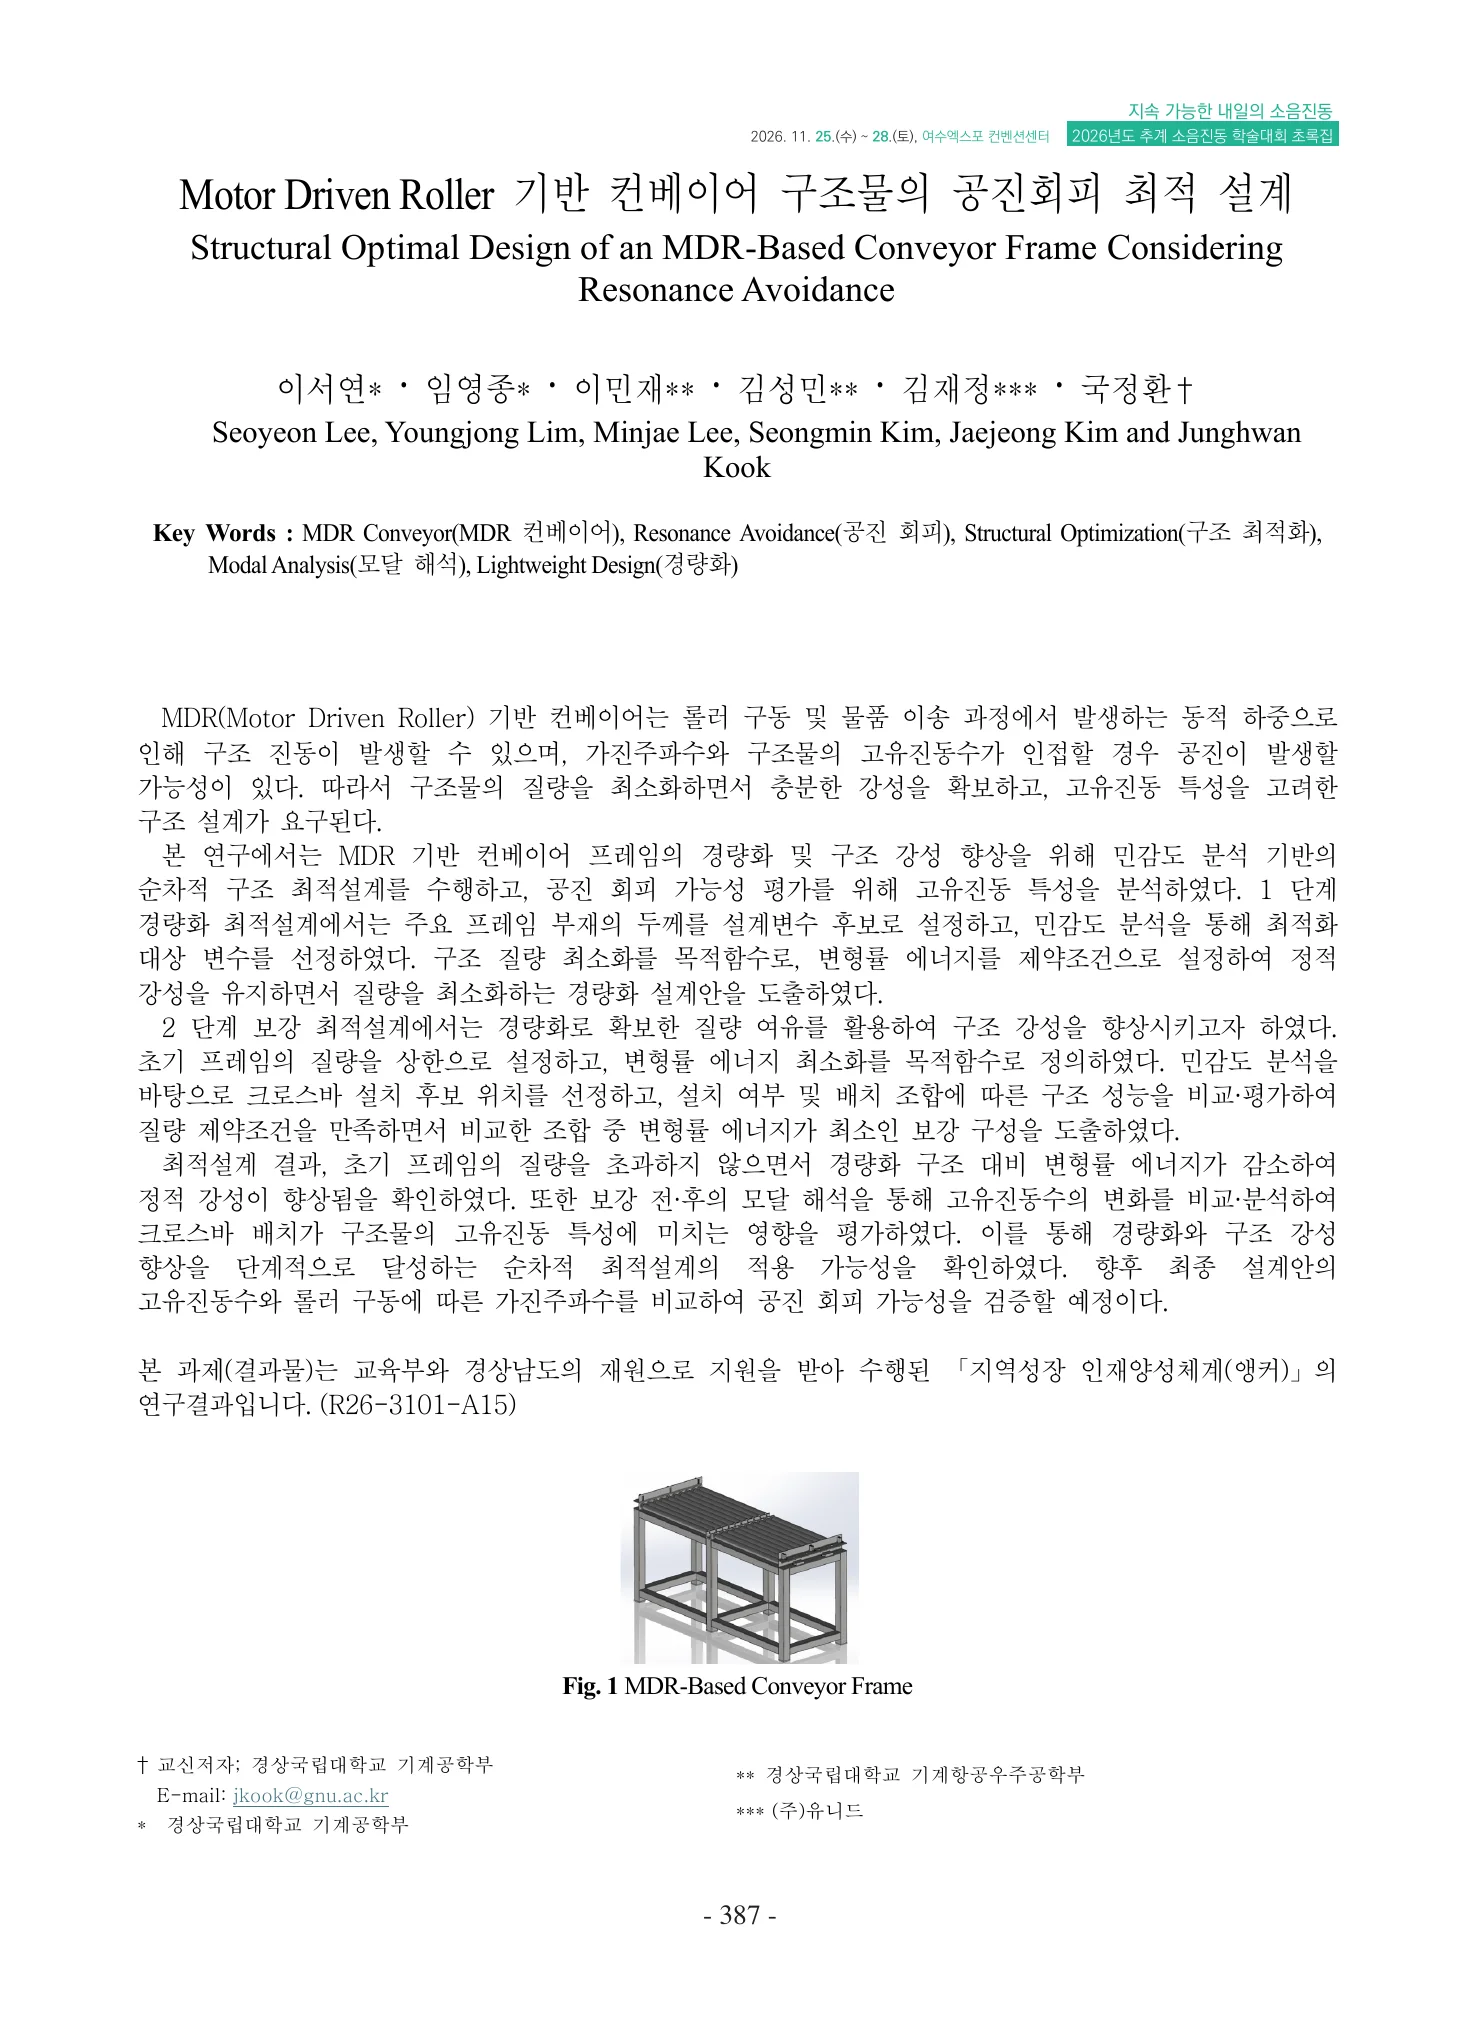 지속 가능한 내일의 소음진동
2026. 11. 25.(수) ~ 28.(토), 여수엑스포 컨벤션센터 2026년도 추계 소음진동 학술대회 초록집
Motor Driven Roller 기반 컨베이어 구조물의 공진회피 최적 설계
Structural Optimal Design of an MDR-Based Conveyor Frame Considering
Resonance Avoidance
이서연* · 임영종* · 이민재** · 김성민** · 김재정*** · 국정환†
Seoyeon Lee, Youngjong Lim, Minjae Lee, Seongmin Kim, Jaejeong Kim and Junghwan
Kook
Key Words : MDR Conveyor(MDR 컨베이어), Resonance Avoidance(공진 회피), Structural Optimization(구조 최적화),
Modal Analysis(모달 해석), Lightweight Design(경량화)
MDR(Motor Driven Roller) 기반 컨베이어는 롤러 구동 및 물품 이송 과정에서 발생하는 동적 하중으로
인해 구조 진동이 발생할 수 있으며, 가진주파수와 구조물의 고유진동수가 인접할 경우 공진이 발생할
가능성이 있다. 따라서 구조물의 질량을 최소화하면서 충분한 강성을 확보하고, 고유진동 특성을 고려한
구조 설계가 요구된다.
본 연구에서는 MDR 기반 컨베이어 프레임의 경량화 및 구조 강성 향상을 위해 민감도 분석 기반의
순차적 구조 최적설계를 수행하고, 공진 회피 가능성 평가를 위해 고유진동 특성을 분석하였다. 1 단계
경량화 최적설계에서는 주요 프레임 부재의 두께를 설계변수 후보로 설정하고, 민감도 분석을 통해 최적화
대상 변수를 선정하였다. 구조 질량 최소화를 목적함수로, 변형률 에너지를 제약조건으로 설정하여 정적
강성을 유지하면서 질량을 최소화하는 경량화 설계안을 도출하였다.
2 단계 보강 최적설계에서는 경량화로 확보한 질량 여유를 활용하여 구조 강성을 향상시키고자 하였다.
초기 프레임의 질량을 상한으로 설정하고, 변형률 에너지 최소화를 목적함수로 정의하였다. 민감도 분석을
바탕으로 크로스바 설치 후보 위치를 선정하고, 설치 여부 및 배치 조합에 따른 구조 성능을 비교·평가하여
질량 제약조건을 만족하면서 비교한 조합 중 변형률 에너지가 최소인 보강 구성을 도출하였다.
최적설계 결과, 초기 프레임의 질량을 초과하지 않으면서 경량화 구조 대비 변형률 에너지가 감소하여
정적 강성이 향상됨을 확인하였다. 또한 보강 전·후의 모달 해석을 통해 고유진동수의 변화를 비교·분석하여
크로스바 배치가 구조물의 고유진동 특성에 미치는 영향을 평가하였다. 이를 통해 경량화와 구조 강성
향상을 단계적으로 달성하는 순차적 최적설계의 적용 가능성을 확인하였다. 향후 최종 설계안의
고유진동수와 롤러 구동에 따른 가진주파수를 비교하여 공진 회피 가능성을 검증할 예정이다.
본 과제(결과물)는 교육부와 경상남도의 재원으로 지원을 받아 수행된 「지역성장 인재양성체계(앵커)」의
연구결과입니다. (R26-3101-A15)
Fig. 1 MDR-Based Conveyor Frame
† 교신저자; 경상국립대학교 기계공학부
E-mail: jkook@gnu.ac.kr
* 경상국립대학교 기계공학부
** 경상국립대학교 기계항공우주공학부
*** (주)유니드
- 387 -